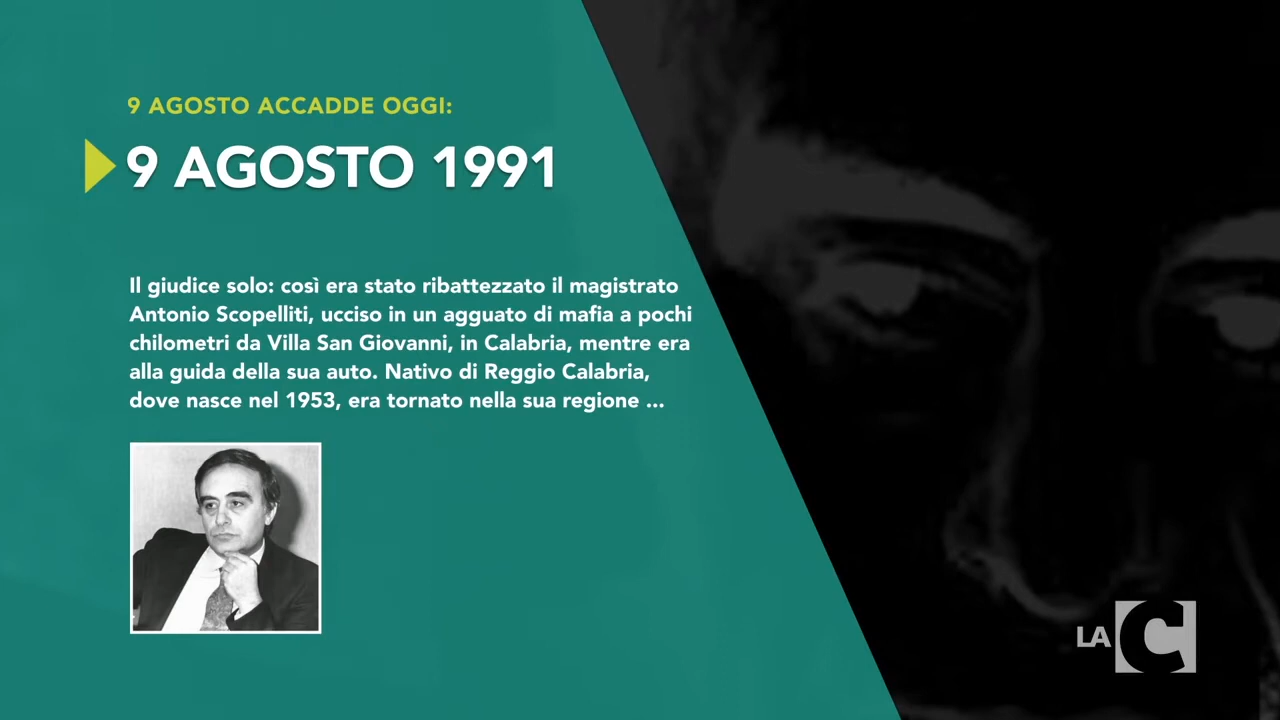 9 AGOSTO ACCADDE OGGI:
9 AGOSTO 1991
Il giudice solo: così era stato ribattezzato il magistrato
Antonio Scopelliti, ucciso in un agguato di mafia a pochi
chilometri da Villa San Giovanni, in Calabria, mentre era
alla guida della sua auto. Nativo di Reggio Calabria,
dove nasce nel 1953, era tornato nella sua regione ...
LA C